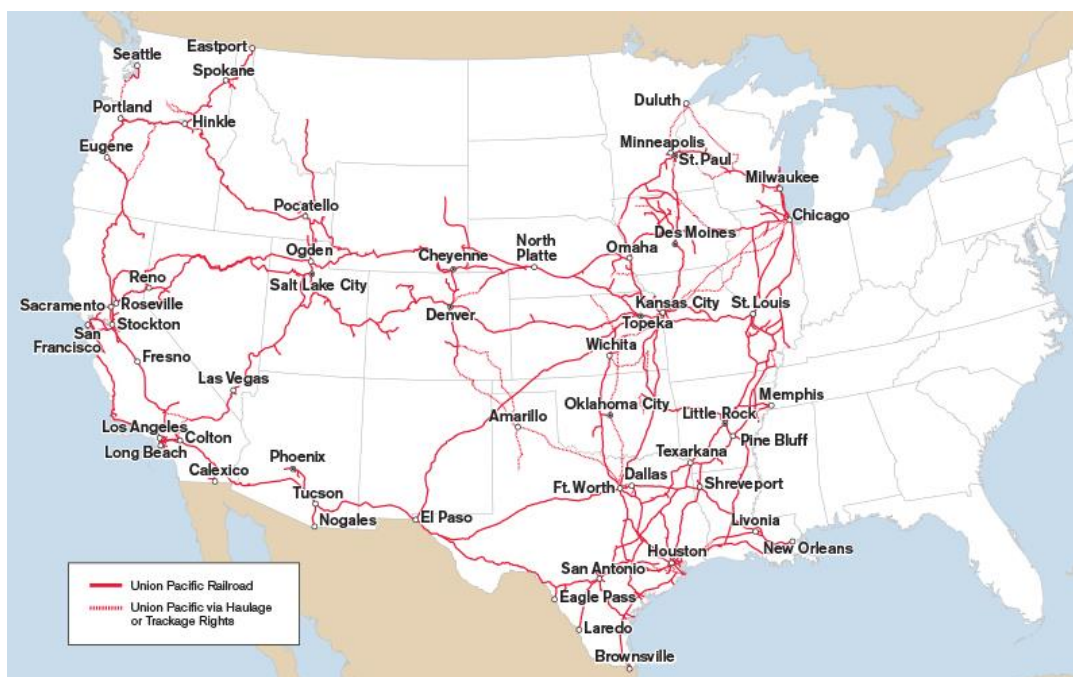 Eastport
Seattle
Spokane
Portland
Hinkle
Eugene
Duluth
Minneapolis
St. Paul
Milwaukee
Chicago
Pocatello
Des Moines
Ogden
Cheyenne
North
Platte
Omaha
Reno
Salt Lake City
Sacramento
Roseville
Denver
Kansas City
St. Louis
Stockton
Topeka
San
Francisco
Wichita
Fresno
Las Vegas
Memphis
Oklahoma City
Little Rock
Amarillo
Los Angeles
Colton
Pine Bluff
Long Beach
Phoenix
Texarkana
Calexico
Dallas
Ft. Worth
Shreveport
Tucson
El Paso
Nogales
Livonia
New Orleans
Houston
San Antonio
Eagle Pass
Laredo
Brownsville
Union Pacific Railroad
Union Pacific via Haulage
or Trackage Rights